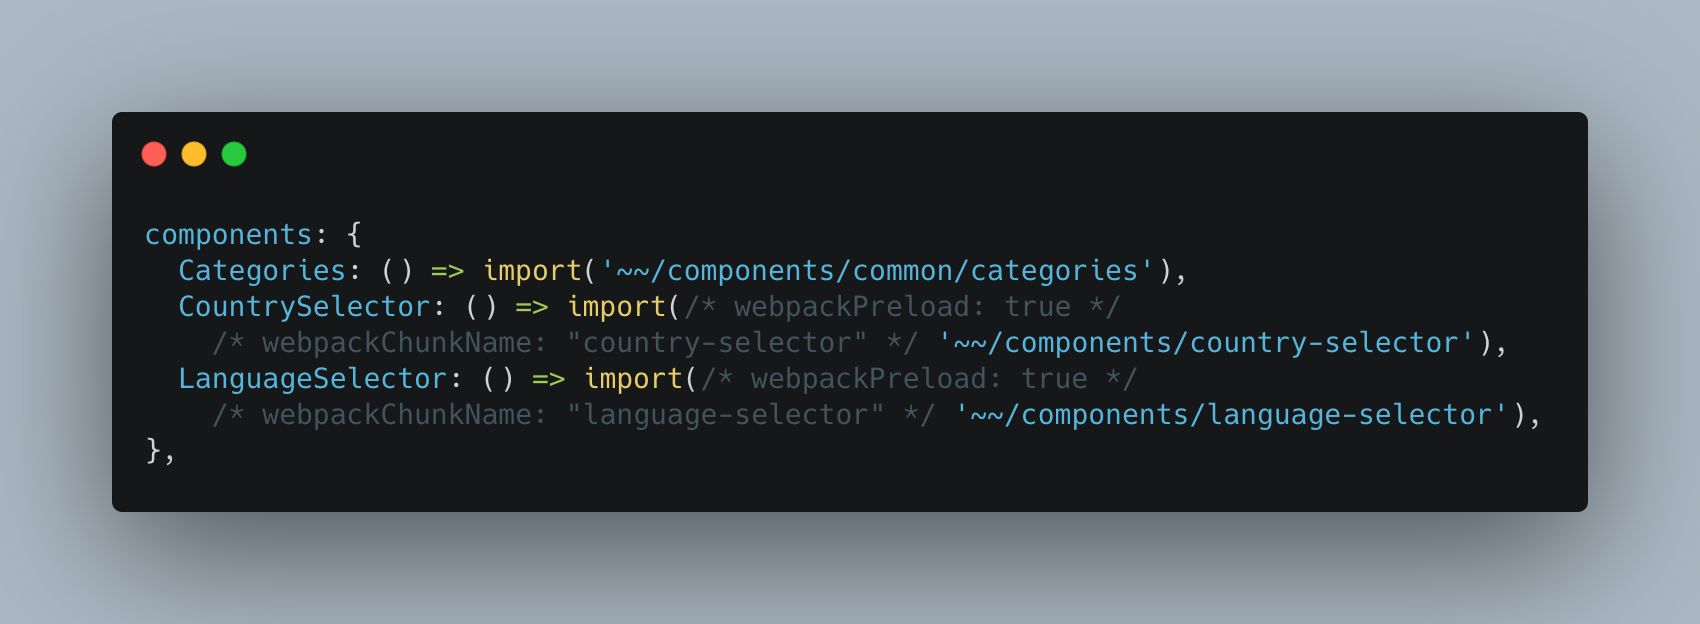 components: {
  Categories: () => import('~~/components/common/categories'),
  CountrySelector: () => import(/* webpackPreload: true */
    /* webpackChunkName: "country-selector" */ '~~/components/country-selector'),
  LanguageSelector: () => import(/* webpackPreload: true */
    /* webpackChunkName: "language-selector" */ '~~/components/language-selector'),
},